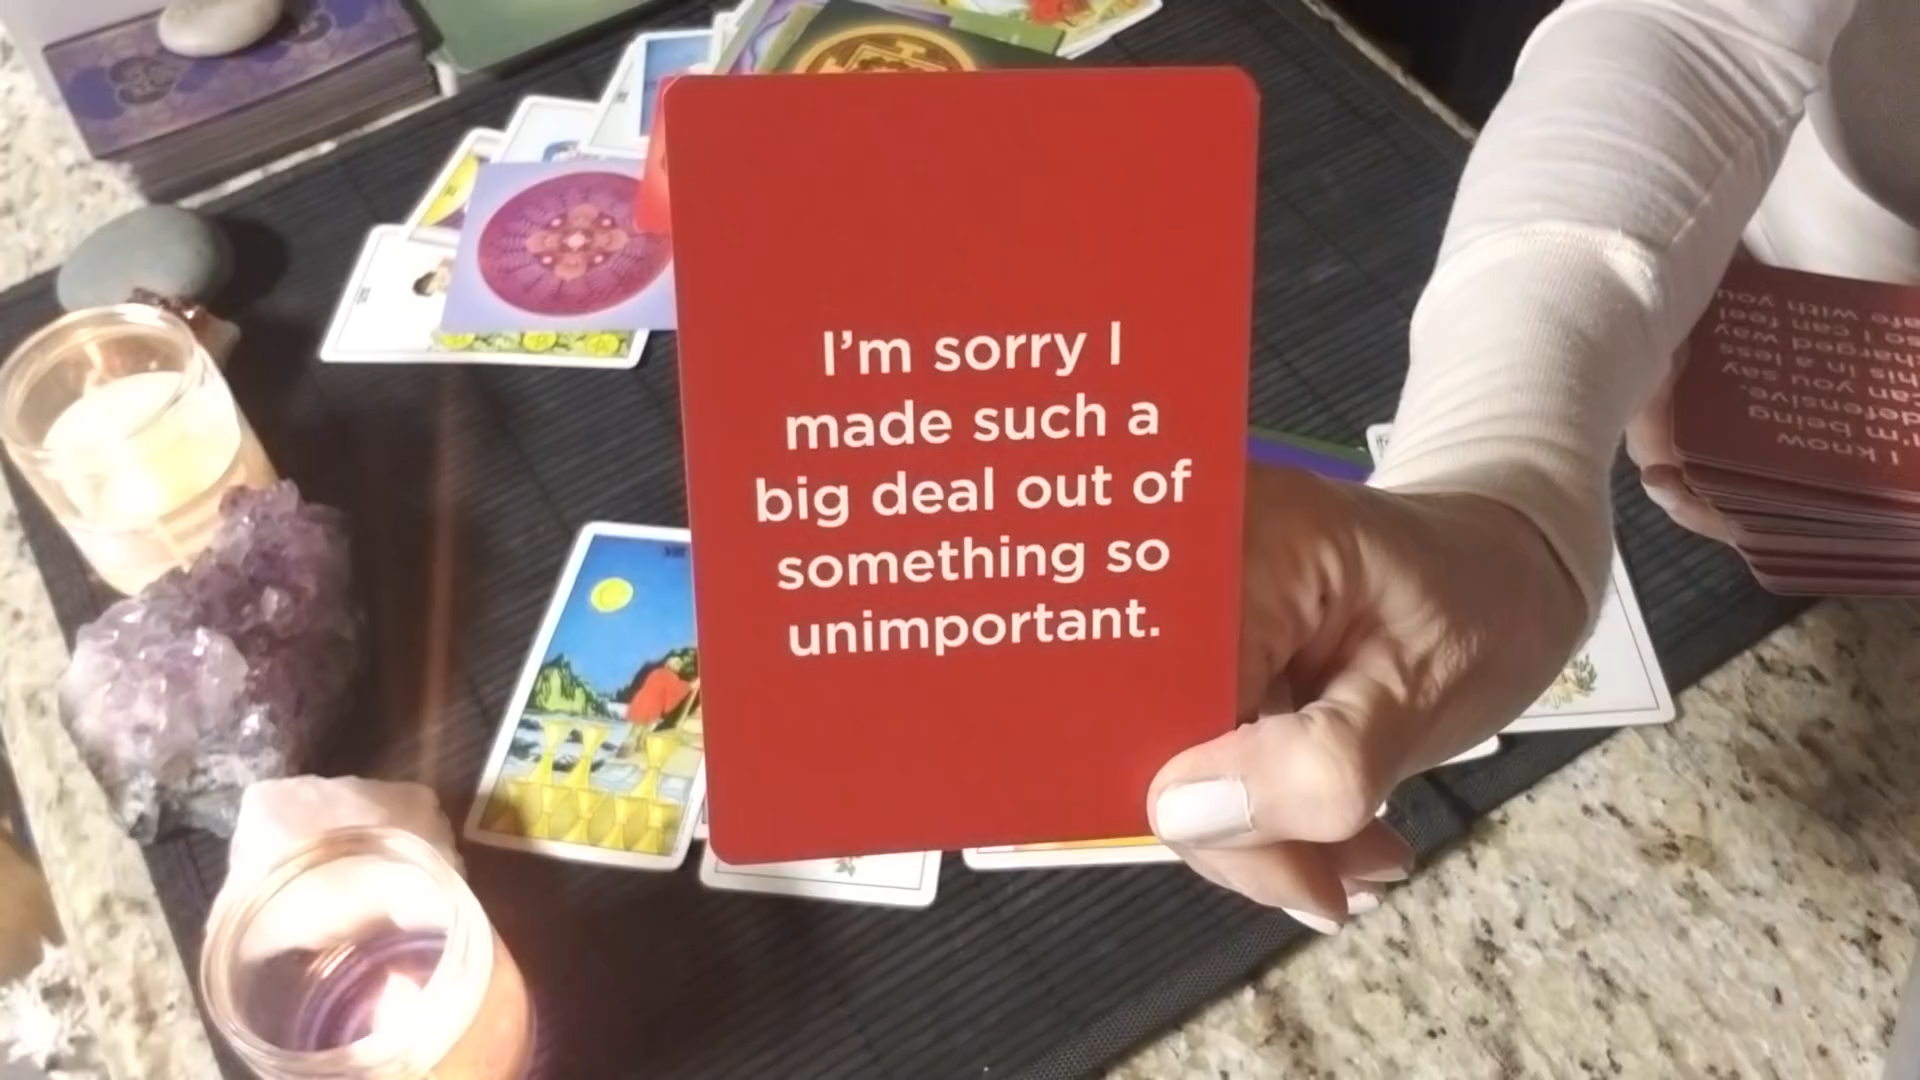 I'm sorry I
made such a
big deal out of
something so
unimportant.
I know
I'm being
defensive.
can you say
this in a less
charged way
so I can feel
safe with you
VIII